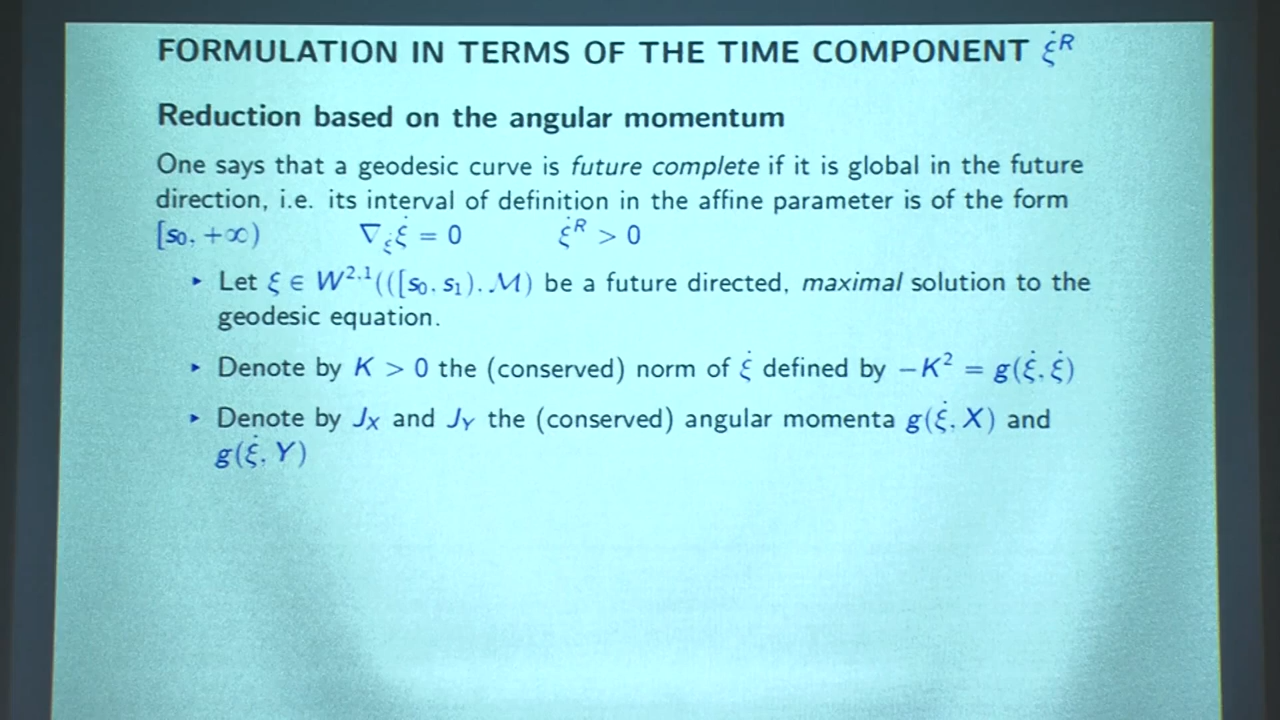 FORMULATION IN TERMS OF THE TIME COMPONENT ξ̇ᴿ
Reduction based on the angular momentum
One says that a geodesic curve is future complete if it is global in the future
direction, i.e. its interval of definition in the affine parameter is of the form
[s₀, +∞) ∇_ξ̇ ξ̇ = 0 ξ̇ᴿ > 0
‣ Let ξ ∈ W²,¹(([s₀, s₁), ℳ) be a future directed, maximal solution to the
geodesic equation.
‣ Denote by K > 0 the (conserved) norm of ξ̇ defined by −K² = g(ξ̇, ξ̇)
‣ Denote by J_X and J_Y the (conserved) angular momenta g(ξ̇, X) and
g(ξ̇, Y)